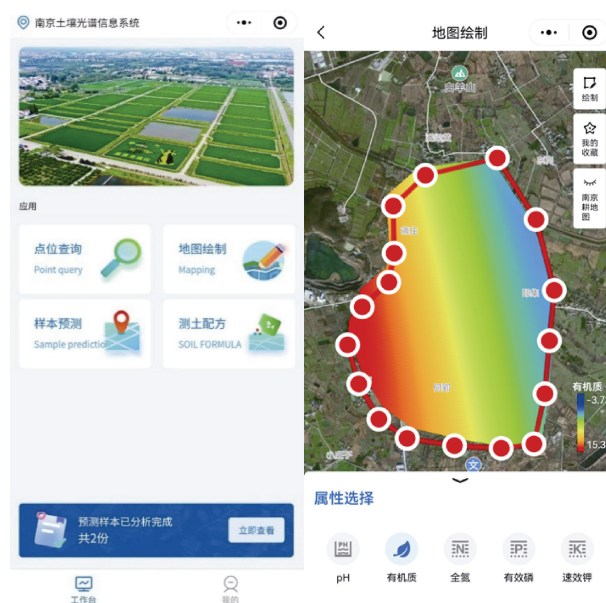 南京土壤光谱信息系统
应用
点位查询
Point query
地图绘制
Mapping
样本预测
Sample predictio
测土配方
SOIL FORMULA
预测样本已分析完成
共2份
立即查看
工作台
我的
地图绘制
绘制
我的
收藏
南京
耕地
图
有机质
-3.7
15.3
属性选择
PH
N
P
K
pH
有机质
全氮
有效磷
速效钾